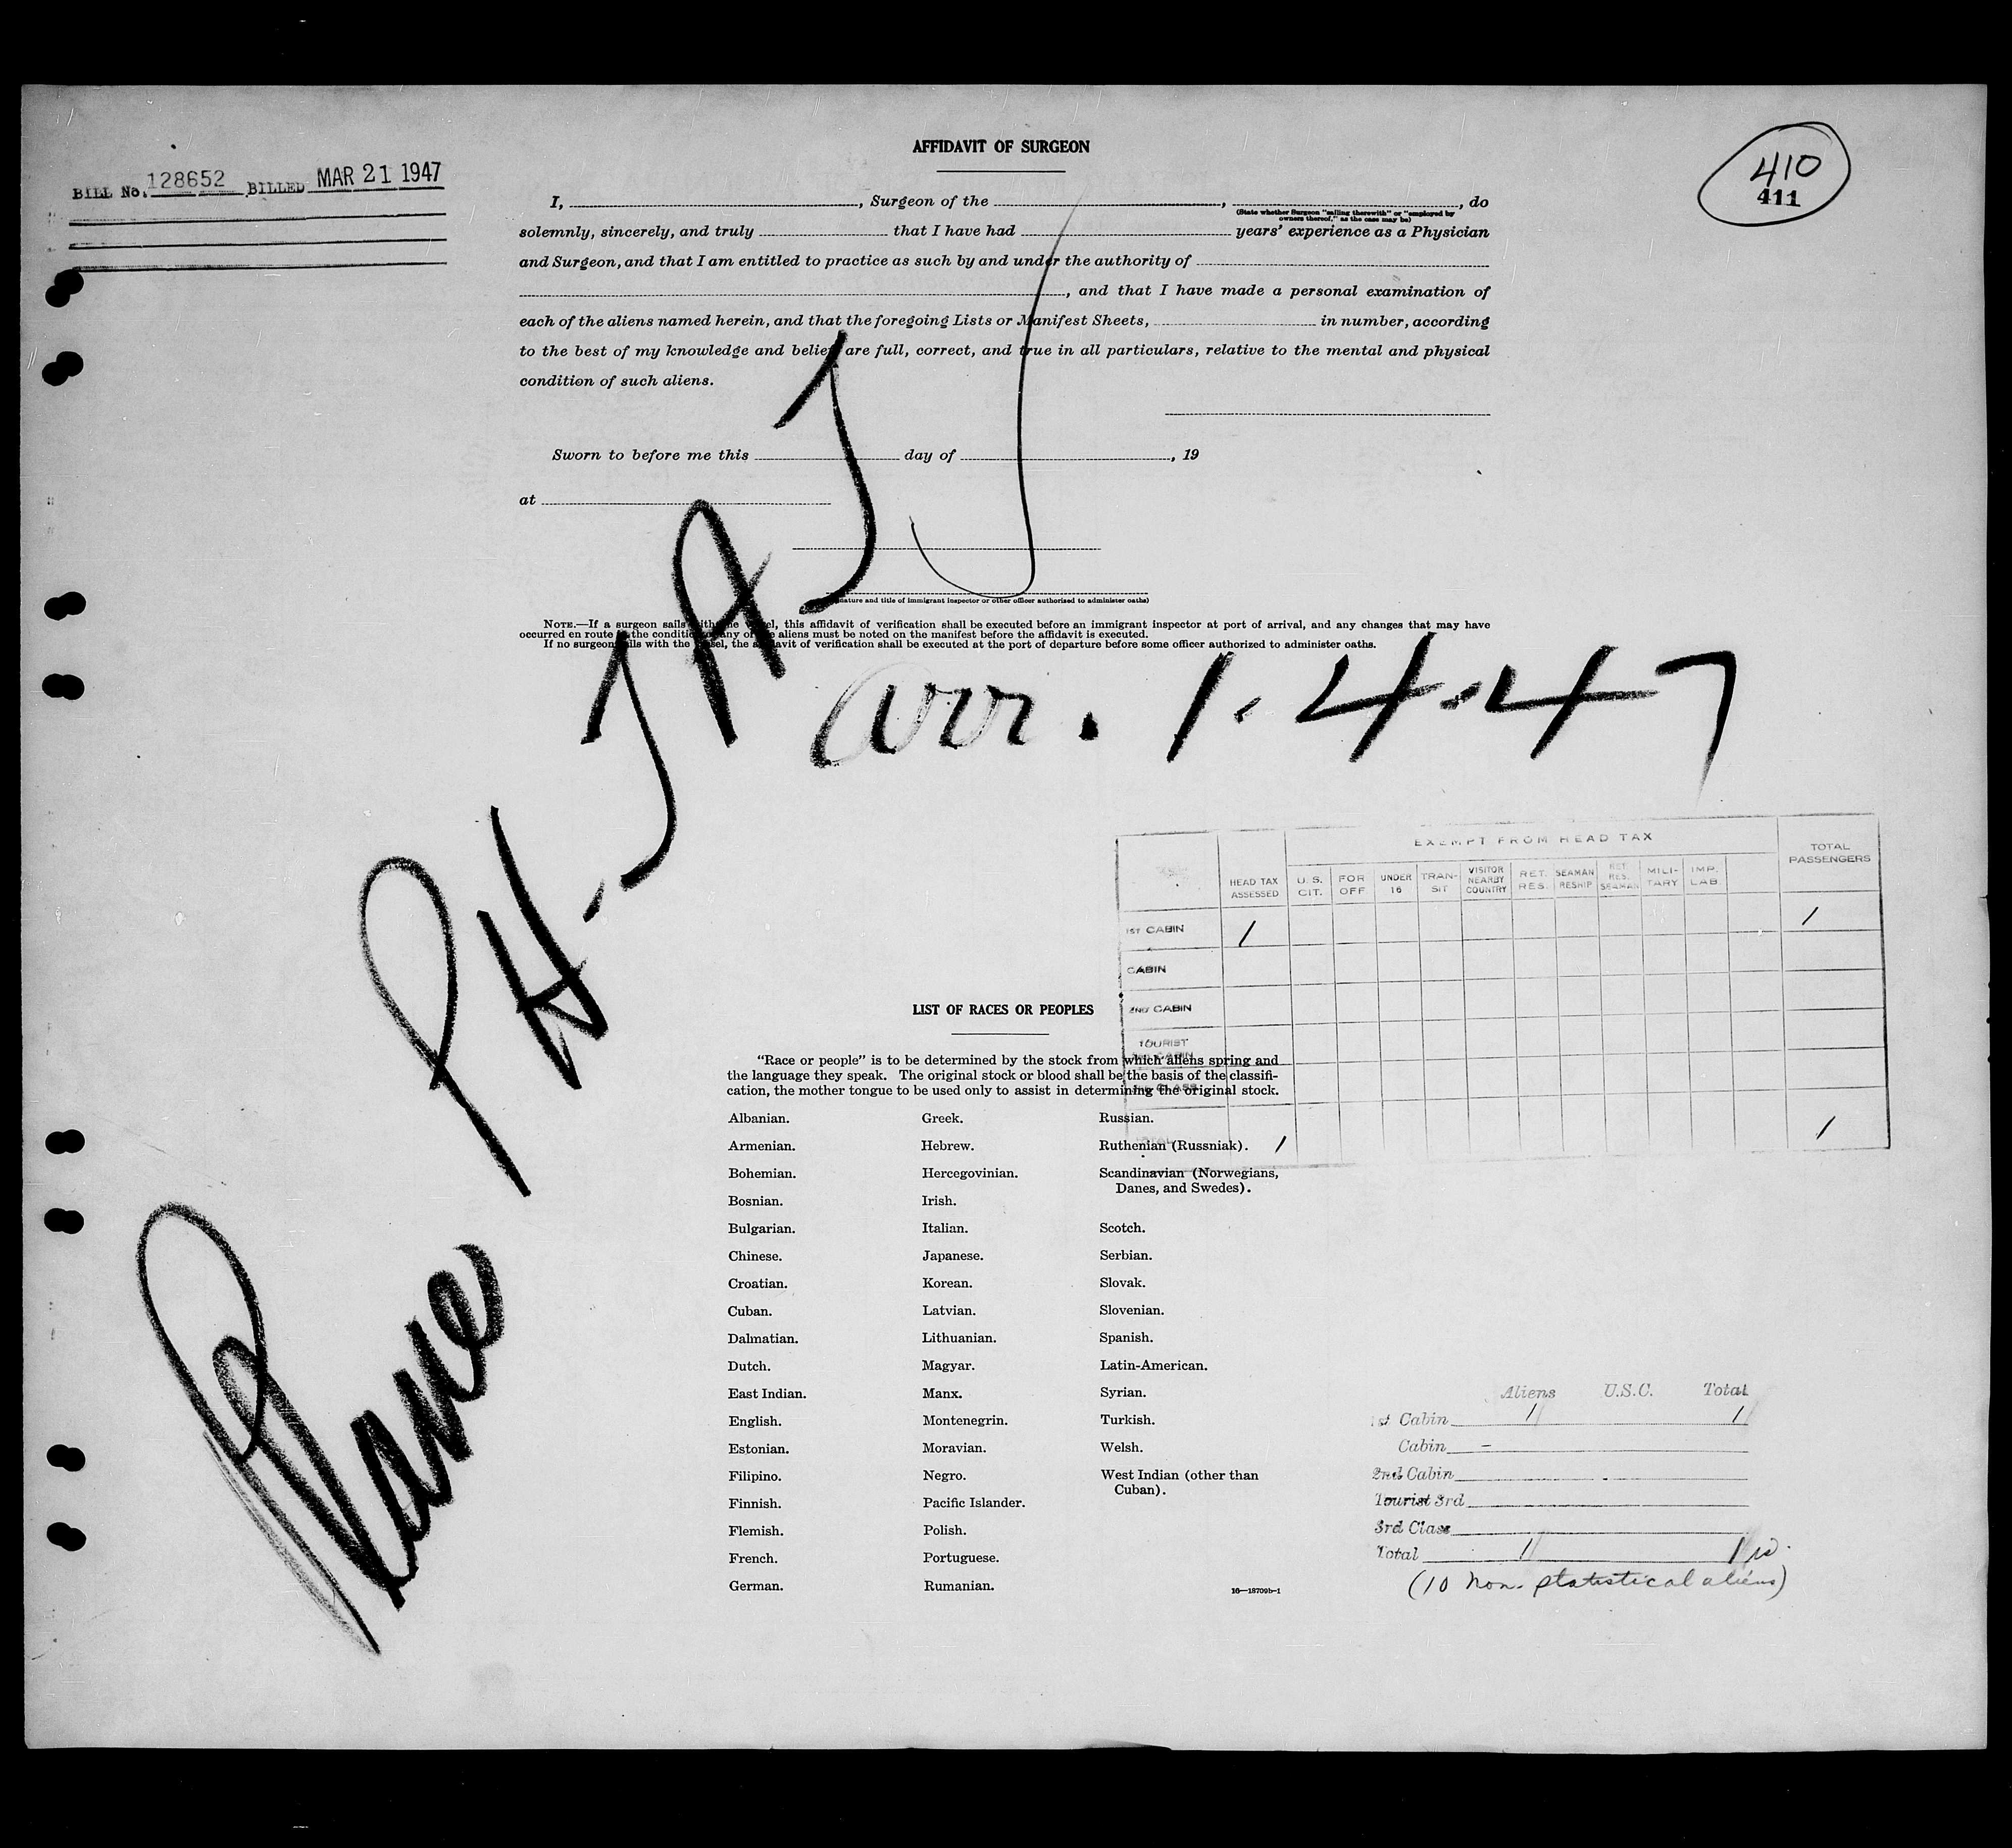 BILL No. 128652 BILLED MAR 21 1947
410
411
AFFIDAVIT OF SURGEON
I, , Surgeon of the , , do
(State whether Surgeon "sailing therewith" or "employed by
owners thereof," as the case may be)
solemnly, sincerely, and truly that I have had years' experience as a Physician
and Surgeon, and that I am entitled to practice as such by and under the authority of
, and that I have made a personal examination of
each of the aliens named herein, and that the foregoing Lists or Manifest Sheets, in number, according
to the best of my knowledge and belief, are full, correct, and true in all particulars, relative to the mental and physical
condition of such aliens.
Sworn to before me this day of , 19
at
(Signature and title of immigrant inspector or other officer authorized to administer oaths)
NOTE.—If a surgeon sails with the vessel, this affidavit of verification shall be executed before an immigrant inspector at port of arrival, and any changes that may have
occurred en route in the condition of any of the aliens must be noted on the manifest before the affidavit is executed.
If no surgeon sails with the vessel, the affidavit of verification shall be executed at the port of departure before some officer authorized to administer oaths.
Plane PH-TAJ
arr. 1.4.47
EXEMPT FROM HEAD TAX
HEAD TAX ASSESSED U.S. CIT. FOR OFF. UNDER 16 TRAN-SIT VISITOR NEARBY COUNTRY RET. RES. SEAMAN RESHIP RET. RES. SEAMAN MILI-TARY IMP. LAB. TOTAL PASSENGERS
1ST CABIN 1 1
CABIN
2ND CABIN
TOURIST
3RD CABIN
3RD CLASS
TOTAL 1 1
LIST OF RACES OR PEOPLES
"Race or people" is to be determined by the stock from which aliens spring and
the language they speak. The original stock or blood shall be the basis of the classifi-
cation, the mother tongue to be used only to assist in determining the original stock.
Albanian.
Armenian.
Bohemian.
Bosnian.
Bulgarian.
Chinese.
Croatian.
Cuban.
Dalmatian.
Dutch.
East Indian.
English.
Estonian.
Filipino.
Finnish.
Flemish.
French.
German.
Greek.
Hebrew.
Hercegovinian.
Irish.
Italian.
Japanese.
Korean.
Latvian.
Lithuanian.
Magyar.
Manx.
Montenegrin.
Moravian.
Negro.
Pacific Islander.
Polish.
Portuguese.
Rumanian.
Russian.
Ruthenian (Russniak).
Scandinavian (Norwegians,
Danes, and Swedes).
Scotch.
Serbian.
Slovak.
Slovenian.
Spanish.
Latin-American.
Syrian.
Turkish.
Welsh.
West Indian (other than
Cuban).
16—18709b-1
Aliens U.S.C. Total
1st Cabin 1 1
Cabin –
2nd Cabin
Tourist 3rd
3rd Class
Total 1 1
(10 non-statistical aliens)